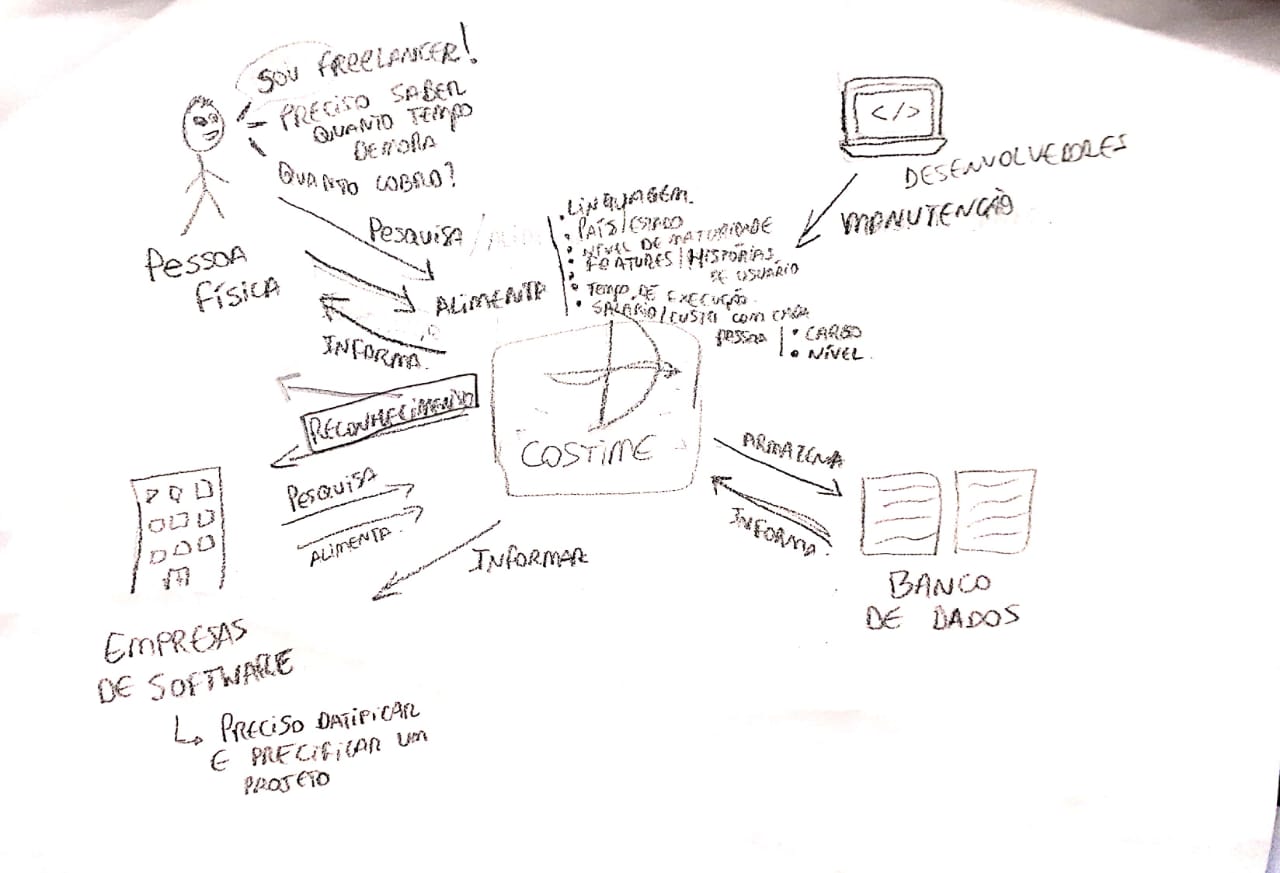 SOU FREELANCER!
PRECISO SABER
QUANTO TEMPO
DEMORA
QUANTO COBRO?
PESSOA
FÍSICA
PESQUISA
ALIMENTA
INFORMA.
• LINGUAGEM.
• PAÍS/ESTADO
• NÍVEL DE MATURIDADE
• FEATURES/HISTÓRIAS
DE USUÁRIO
• TEMPO DE EXECUÇÃO.
• SALÁRIO/CUSTO COM CADA
PESSOA
• CARGO
• NÍVEL.
</>
DESENVOLVEDORES
MANUTENÇÃO
RECONHECIMENTO
COSTIME
ARMAZENA
INFORMA.
BANCO
DE DADOS
PESQUISA
ALIMENTA.
INFORMAR
EMPRESAS
DE SOFTWARE
↳ PRECISO DATIFICAR
E PRECIFICAR UM
PROJETO